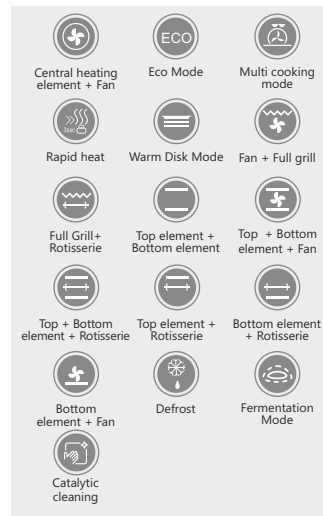 ECO
Central heating
element + Fan
Eco Mode
Multi cooking
mode
Rapid heat
Warm Disk Mode
Fan + Full grill
Full Grill+
Rotisserie
Top element +
Bottom element
Top + Bottom
element + Fan
Top + Bottom
element + Rotisserie
Top element +
Rotisserie
Bottom element
+ Rotisserie
Bottom
element + Fan
Defrost
Fermentation
Mode
Catalytic
cleaning